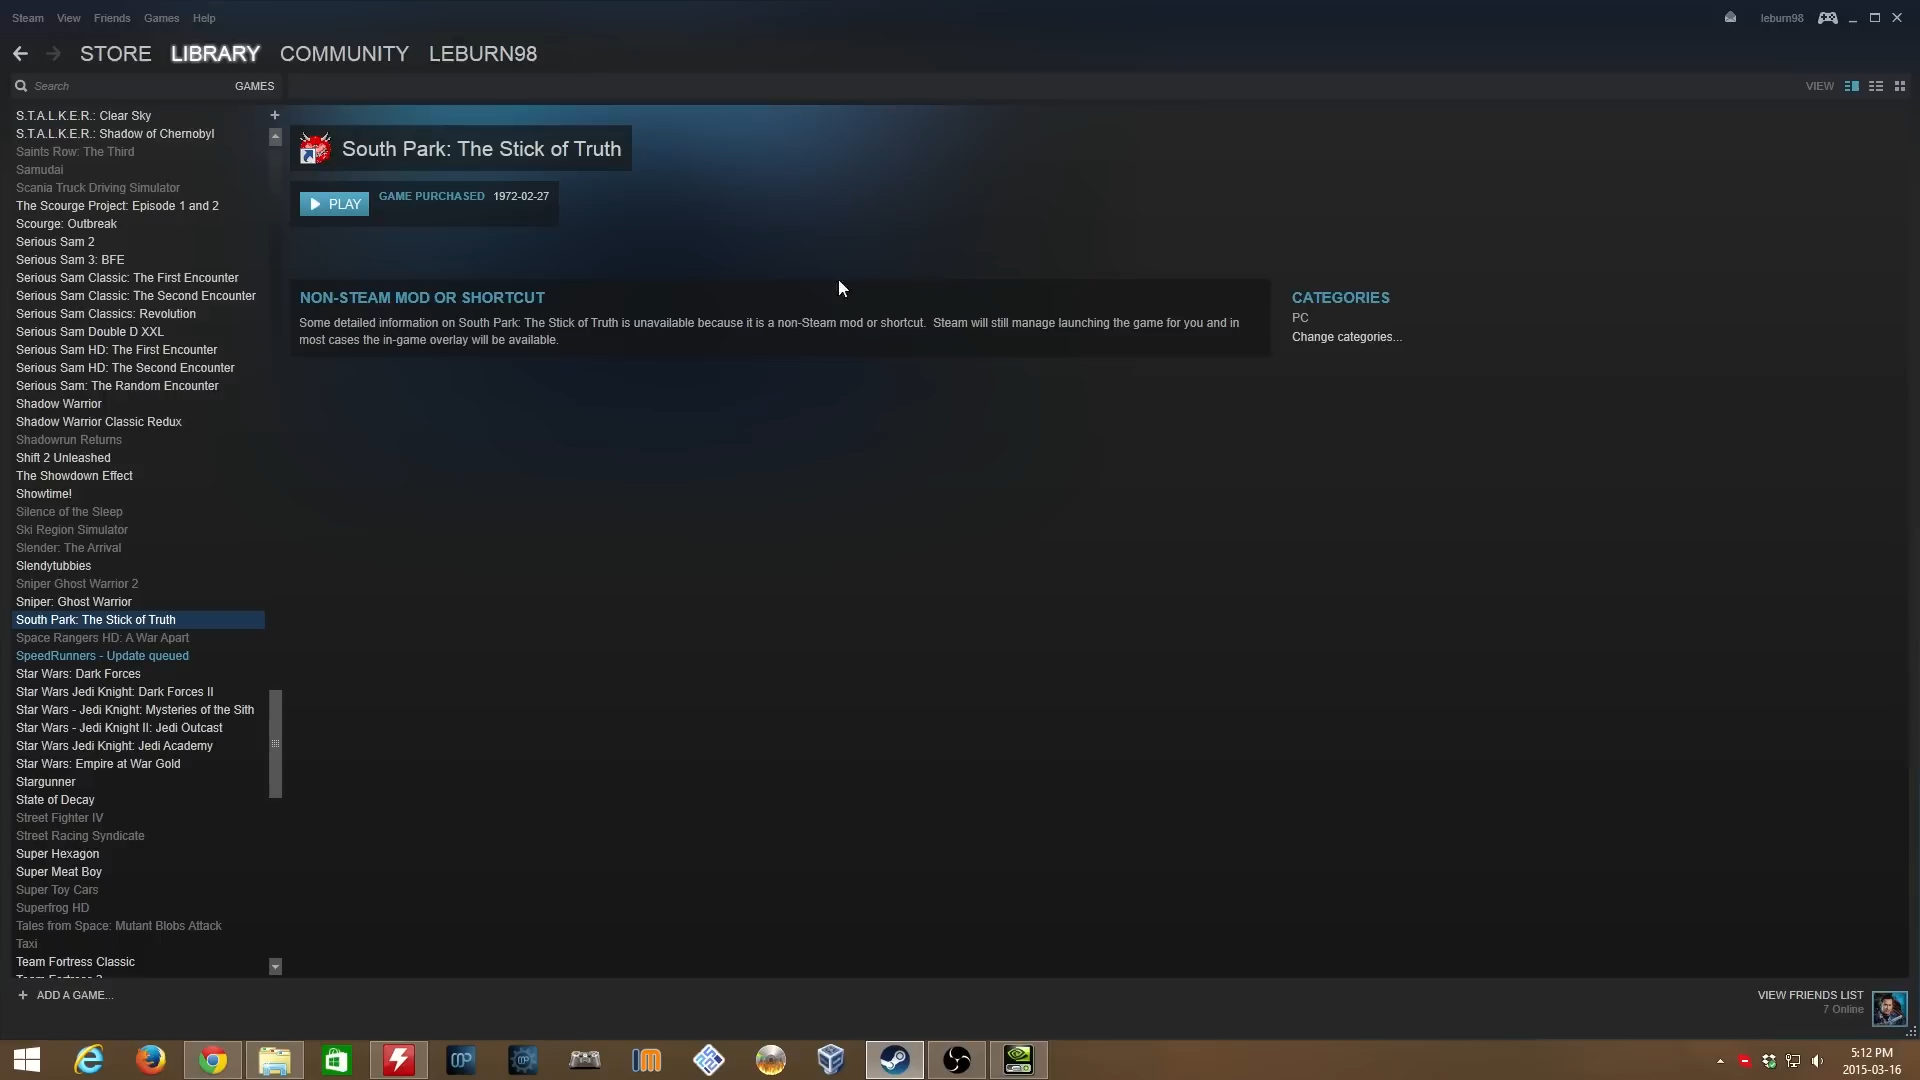 Steam View Friends Games Help
leburn98
STORE LIBRARY COMMUNITY LEBURN98
Search GAMES
VIEW
S.T.A.L.K.E.R.: Clear Sky
S.T.A.L.K.E.R.: Shadow of Chernobyl
Saints Row: The Third
Samudai
Scania Truck Driving Simulator
The Scourge Project: Episode 1 and 2
Scourge: Outbreak
Serious Sam 2
Serious Sam 3: BFE
Serious Sam Classic: The First Encounter
Serious Sam Classic: The Second Encounter
Serious Sam Classics: Revolution
Serious Sam Double D XXL
Serious Sam HD: The First Encounter
Serious Sam HD: The Second Encounter
Serious Sam: The Random Encounter
Shadow Warrior
Shadow Warrior Classic Redux
Shadowrun Returns
Shift 2 Unleashed
The Showdown Effect
Showtime!
Silence of the Sleep
Ski Region Simulator
Slender: The Arrival
Slendytubbies
Sniper Ghost Warrior 2
Sniper: Ghost Warrior
South Park: The Stick of Truth
Space Rangers HD: A War Apart
SpeedRunners - Update queued
Star Wars: Dark Forces
Star Wars Jedi Knight: Dark Forces II
Star Wars - Jedi Knight: Mysteries of the Sith
Star Wars - Jedi Knight II: Jedi Outcast
Star Wars Jedi Knight: Jedi Academy
Star Wars: Empire at War Gold
Stargunner
State of Decay
Street Fighter IV
Street Racing Syndicate
Super Hexagon
Super Meat Boy
Super Toy Cars
Superfrog HD
Tales from Space: Mutant Blobs Attack
Taxi
Team Fortress Classic
South Park: The Stick of Truth
PLAY GAME PURCHASED 1972-02-27
NON-STEAM MOD OR SHORTCUT
Some detailed information on South Park: The Stick of Truth is unavailable because it is a non-Steam mod or shortcut. Steam will still manage launching the game for you and in
most cases the in-game overlay will be available.
CATEGORIES
PC
Change categories...
+ ADD A GAME...
VIEW FRIENDS LIST
7 Online
5:12 PM
2015-03-16